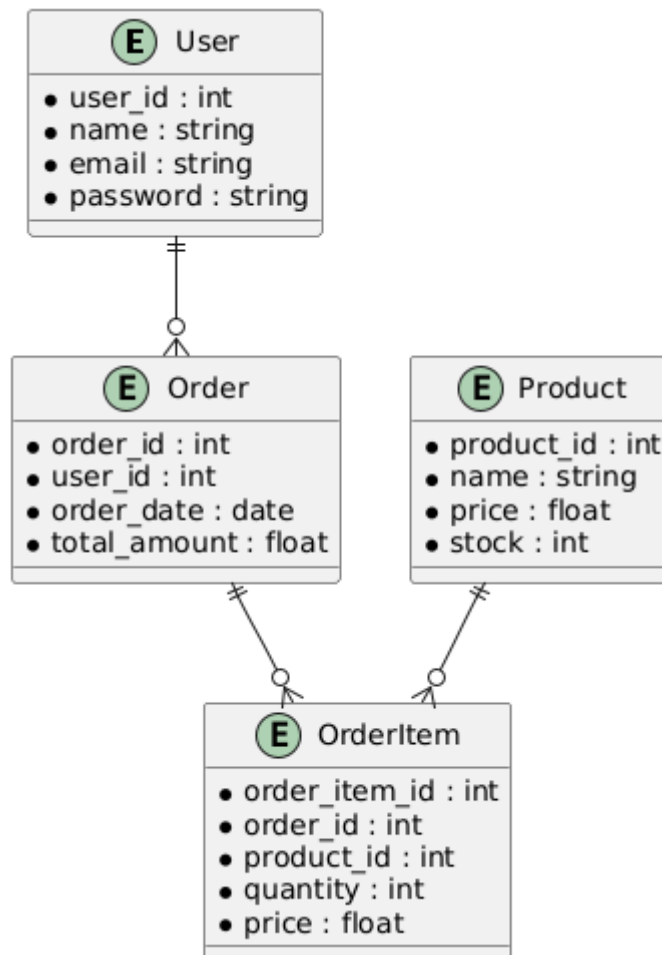 E User
• user_id : int
• name : string
• email : string
• password : string
E Order
• order_id : int
• user_id : int
• order_date : date
• total_amount : float
E Product
• product_id : int
• name : string
• price : float
• stock : int
E OrderItem
• order_item_id : int
• order_id : int
• product_id : int
• quantity : int
• price : float